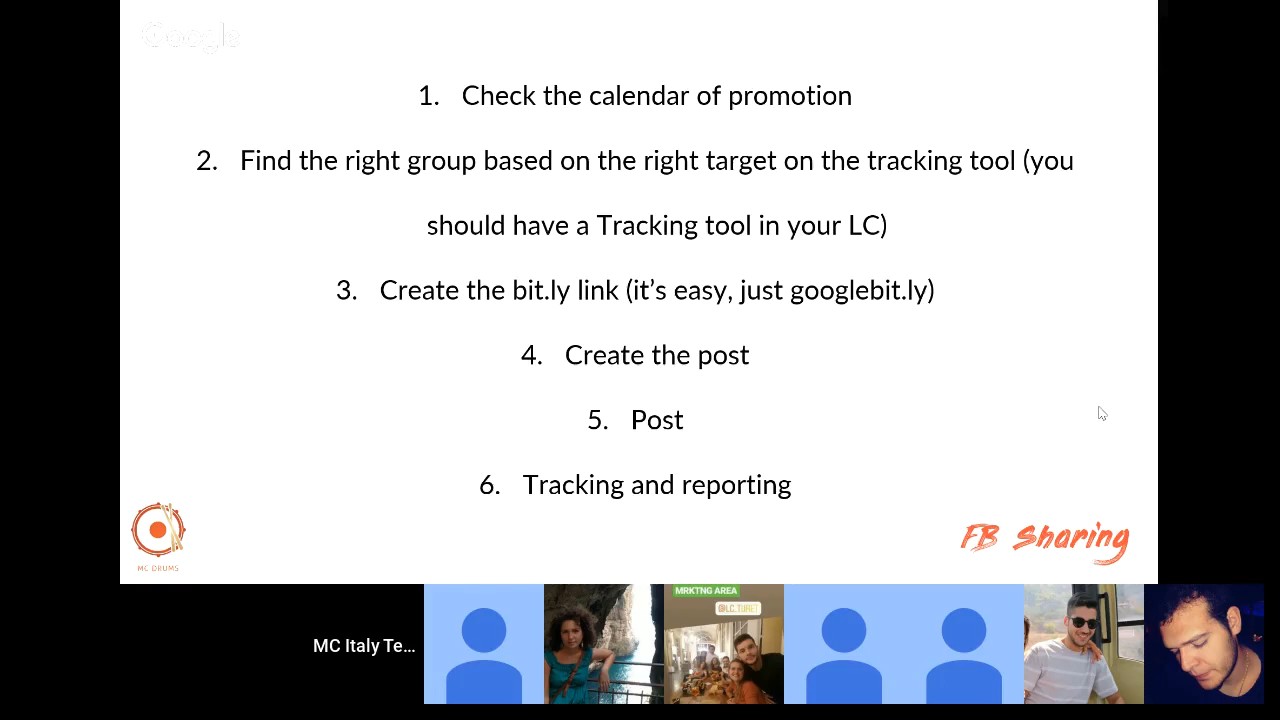 Google
1. Check the calendar of promotion
2. Find the right group based on the right target on the tracking tool (you
should have a Tracking tool in your LC)
3. Create the bit.ly link (it’s easy, just googlebit.ly)
4. Create the post
5. Post
6. Tracking and reporting
MC DRUMS
FB Sharing
MC Italy Te...
MRKTNG AREA
@LC.TURET